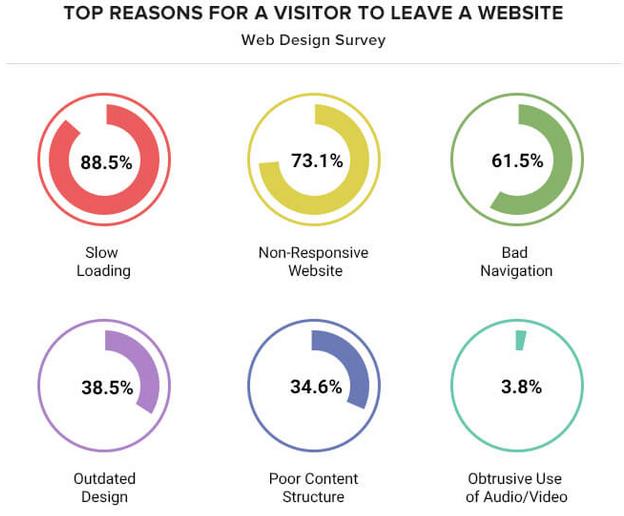 TOP REASONS FOR A VISITOR TO LEAVE A WEBSITE
Web Design Survey
88.5%
73.1%
61.5%
Slow
Loading
Non-Responsive
Website
Bad
Navigation
38.5%
34.6%
3.8%
Outdated
Design
Poor Content
Structure
Obtrusive Use
of Audio/Video